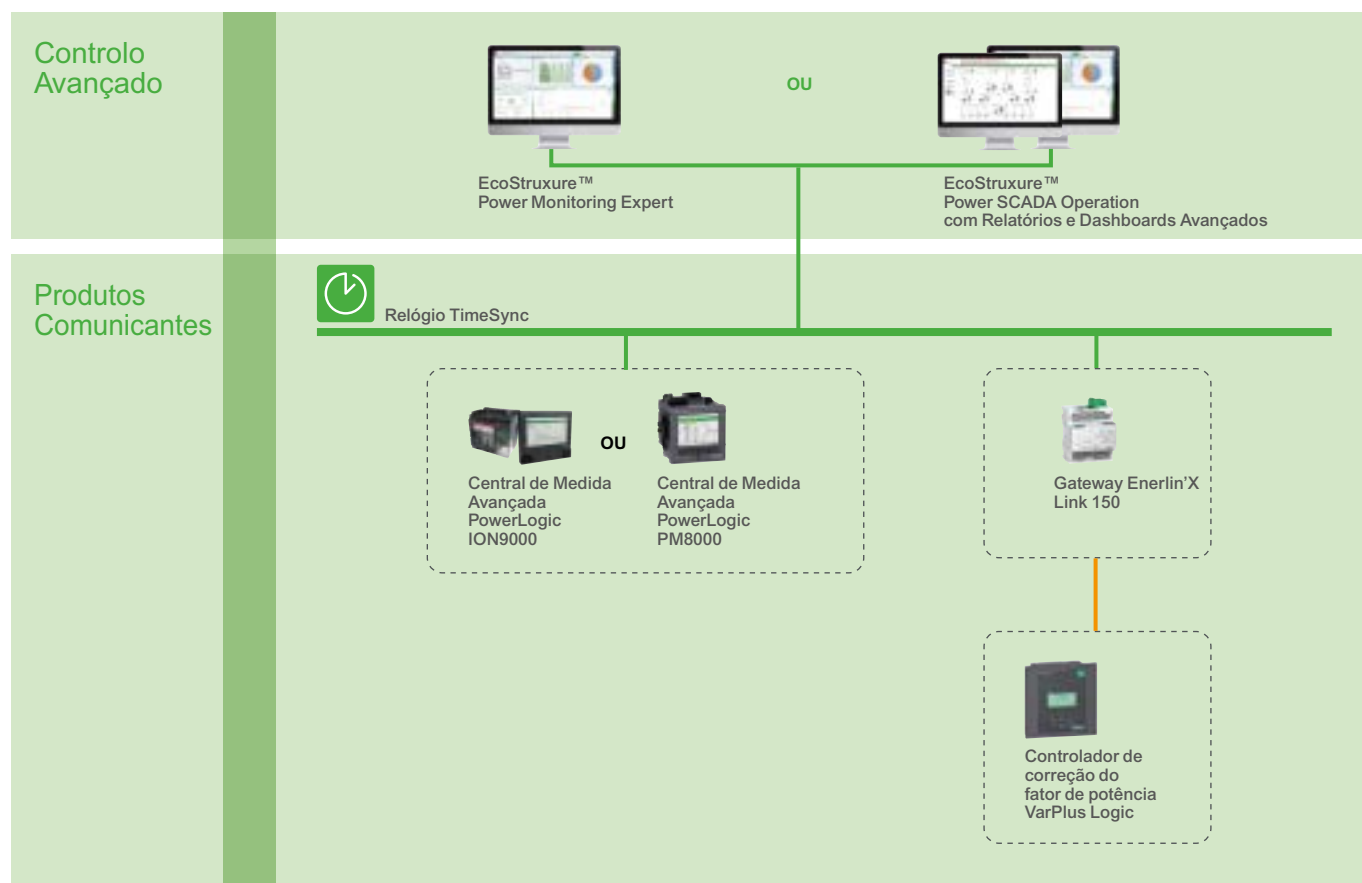 Controlo
Avançado
OU
EcoStruxure™
Power Monitoring Expert
EcoStruxure™
Power SCADA Operation
com Relatórios e Dashboards Avançados
Produtos
Comunicantes
Relógio TimeSync
OU
Central de Medida
Avançada
PowerLogic
ION9000
Central de Medida
Avançada
PowerLogic
PM8000
Gateway Enerlin’X
Link 150
Controlador de
correção do
fator de potência
VarPlus Logic